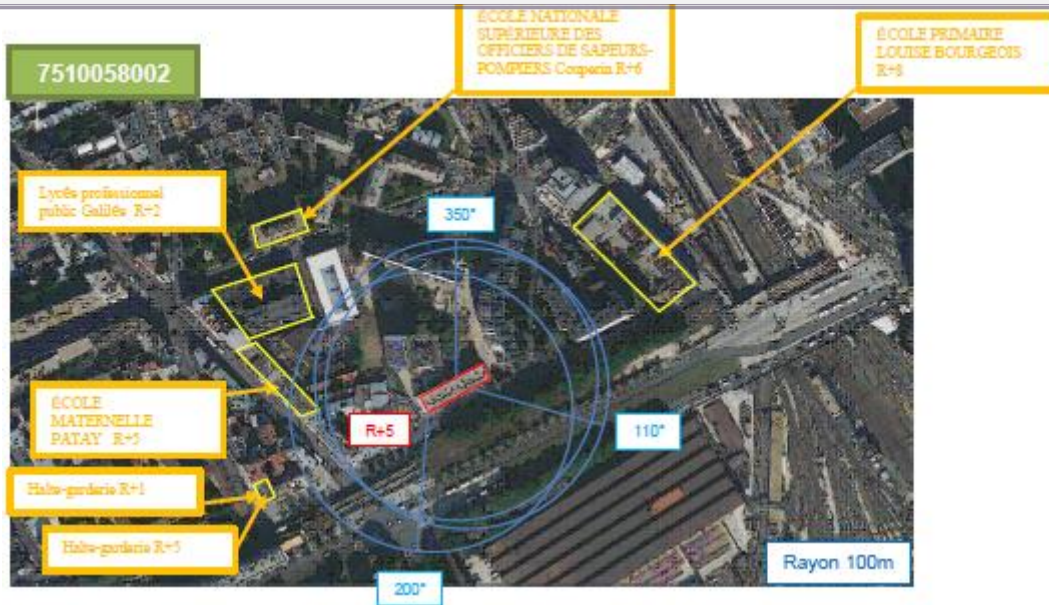 ÉCOLE NATIONALE
SUPÉRIEURE DES
OFFICIERS DE SAPEURS-
POMPIERS Couperin R+6
ÉCOLE PRIMAIRE
LOUISE BOURGEOIS
R+8
7510058002
Lycée professionnel
public Galilée R+2
350°
ÉCOLE
MATERNELLE
PATAY R+5
R+5
110°
Halte-garderie R+1
Halte-garderie R+5
Rayon 100m
200°